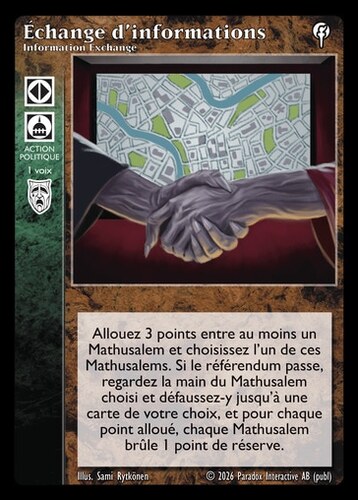 Échange d'informations
Information Exchange
ACTION
POLITIQUE
1 voix
Allouez 3 points entre au moins un
Mathusalem et choisissez l'un de ces
Mathusalems. Si le référendum passe,
regardez la main du Mathusalem
choisi et défaussez-y jusqu'à une
carte de votre choix, et pour chaque
point alloué, chaque Mathusalem
brûle 1 point de réserve.
Illus. Sami Rytkönen © 2026 Paradox Interactive AB (publ)